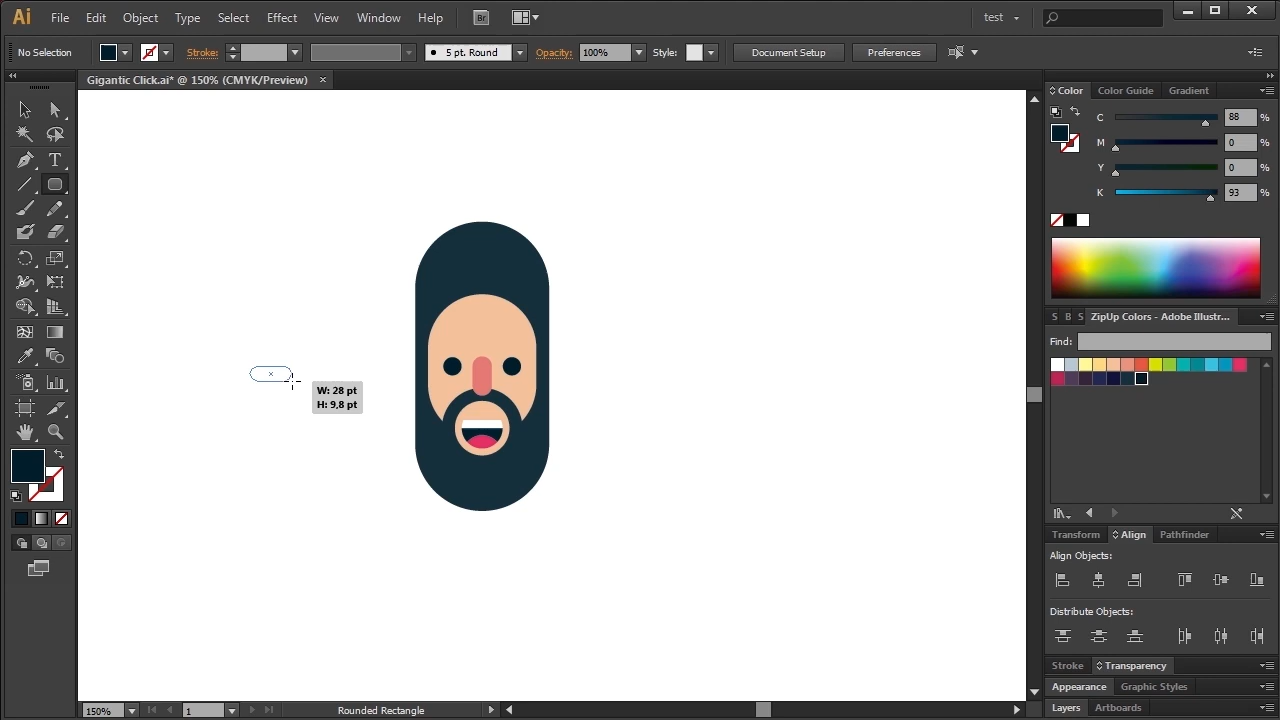 Ai File Edit Object Type Select Effect View Window Help Br test
No Selection Stroke: 5 pt. Round Opacity: 100% Style: Document Setup Preferences
Gigantic Click.ai* @ 150% (CMYK/Preview) ×
Color Color Guide Gradient
C 88 %
M 0 %
Y 0 %
K 93 %
S B S ZipUp Colors - Adobe Illustr...
Find:
W: 28 pt
H: 9,8 pt
Transform Align Pathfinder
Align Objects:
Distribute Objects:
Stroke Transparency
Appearance Graphic Styles
Layers Artboards
150% 1 Rounded Rectangle